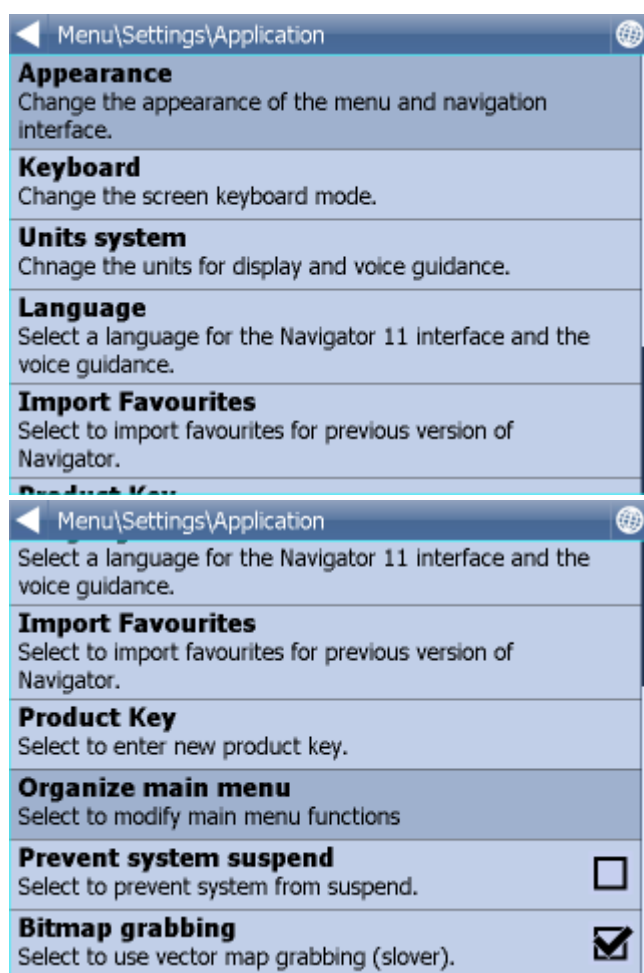 Menu\Settings\Application
Appearance
Change the appearance of the menu and navigation
interface.
Keyboard
Change the screen keyboard mode.
Units system
Chnage the units for display and voice guidance.
Language
Select a language for the Navigator 11 interface and the
voice guidance.
Import Favourites
Select to import favourites for previous version of
Navigator.
Product Key
Menu\Settings\Application
Select a language for the Navigator 11 interface and the
voice guidance.
Import Favourites
Select to import favourites for previous version of
Navigator.
Product Key
Select to enter new product key.
Organize main menu
Select to modify main menu functions
Prevent system suspend
Select to prevent system from suspend.
Bitmap grabbing
Select to use vector map grabbing (slover).